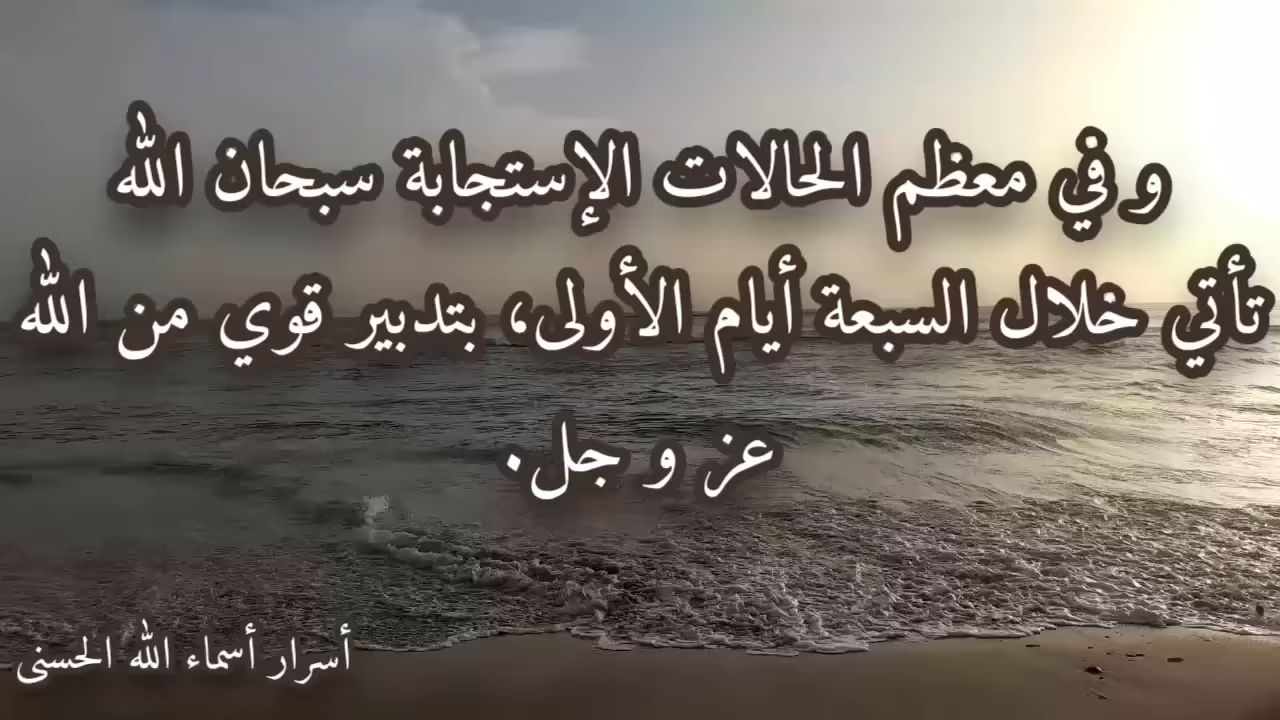 و في معظم الحالات الإستجابة سبحان الله
تأتي خلال السبعة أيام الأولى، بتدبير قوي من الله
عز و جل.
أسرار أسماء الله الحسنى